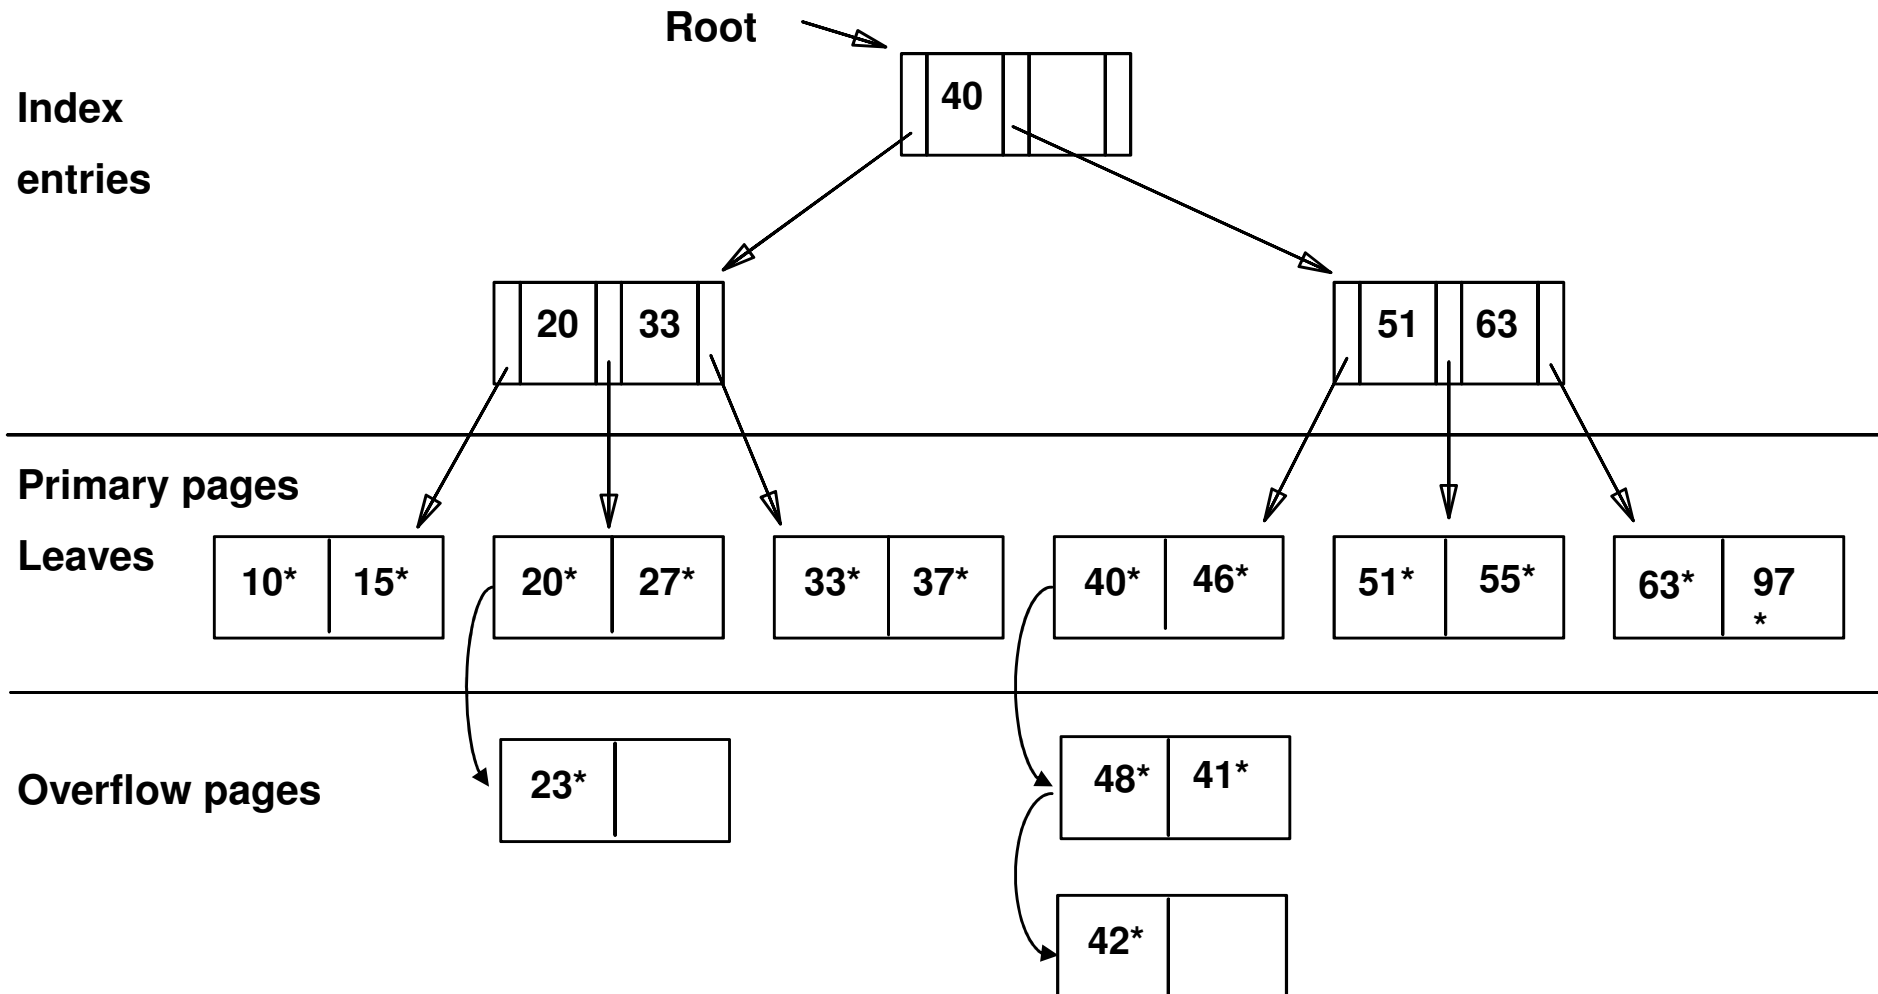 Root
40
Index
entries
20 33 51 63
Primary pages
Leaves
10* 15* 20* 27* 33* 37* 40* 46* 51* 55* 63* 97
*
Overflow pages
23* 48* 41*
42*